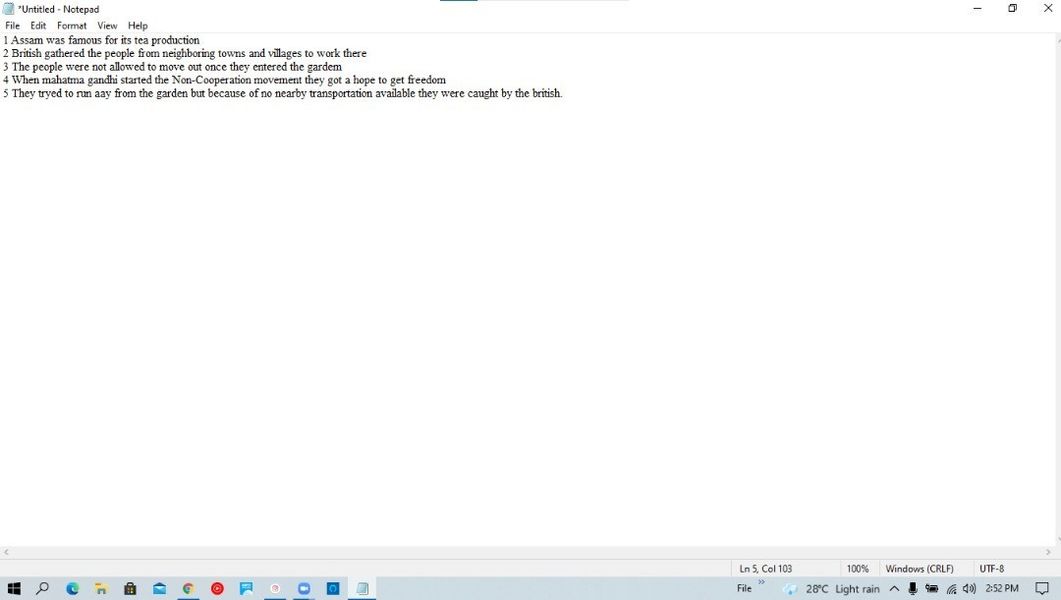 *Untitled - Notepad
File Edit Format View Help
1 Assam was famous for its tea production
2 British gathered the people from neighboring towns and villages to work there
3 The people were not allowed to move out once they entered the gardem
4 When mahatma gandhi started the Non-Cooperation movement they got a hope to get freedom
5 They tryed to run aay from the garden but because of no nearby transportation available they were caught by the british.
Ln 5, Col 103 100% Windows (CRLF) UTF-8
File 28°C Light rain 2:52 PM